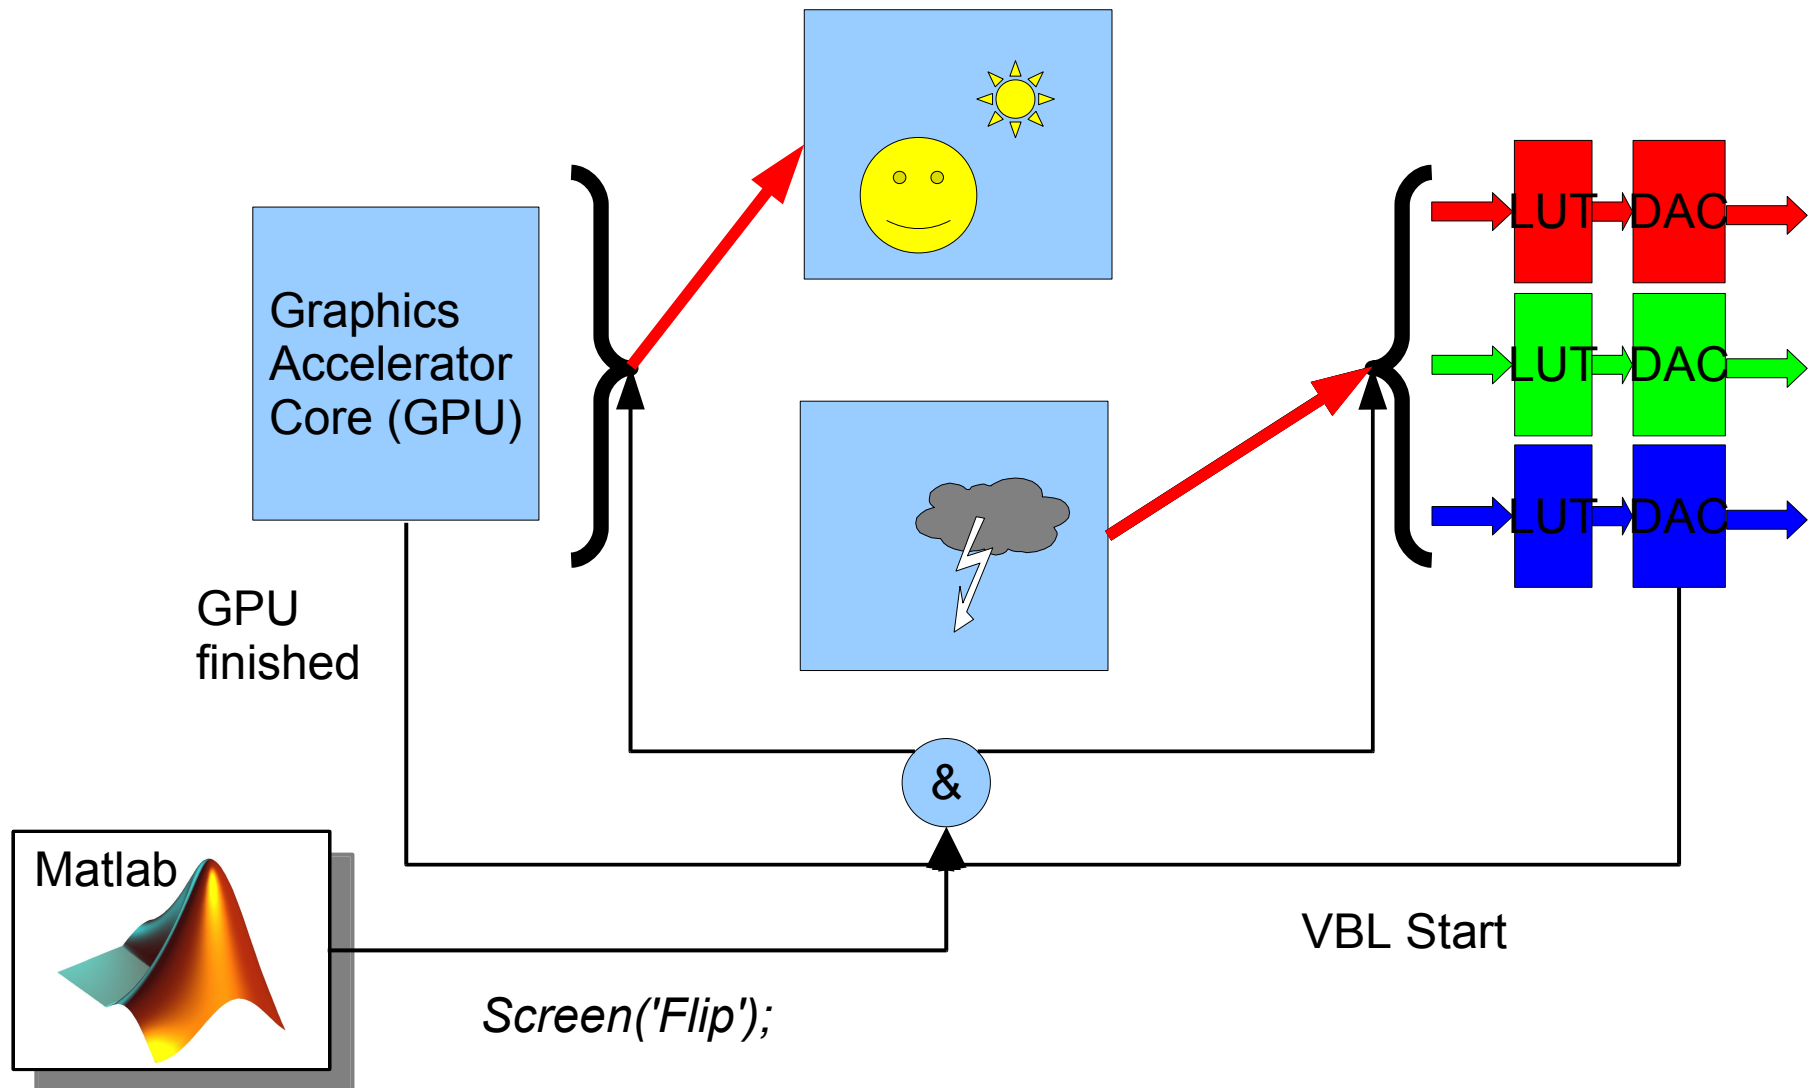 Graphics
Accelerator
Core (GPU)
LUT DAC
LUT DAC
LUT DAC
GPU
finished
&
Matlab
VBL Start
Screen('Flip');